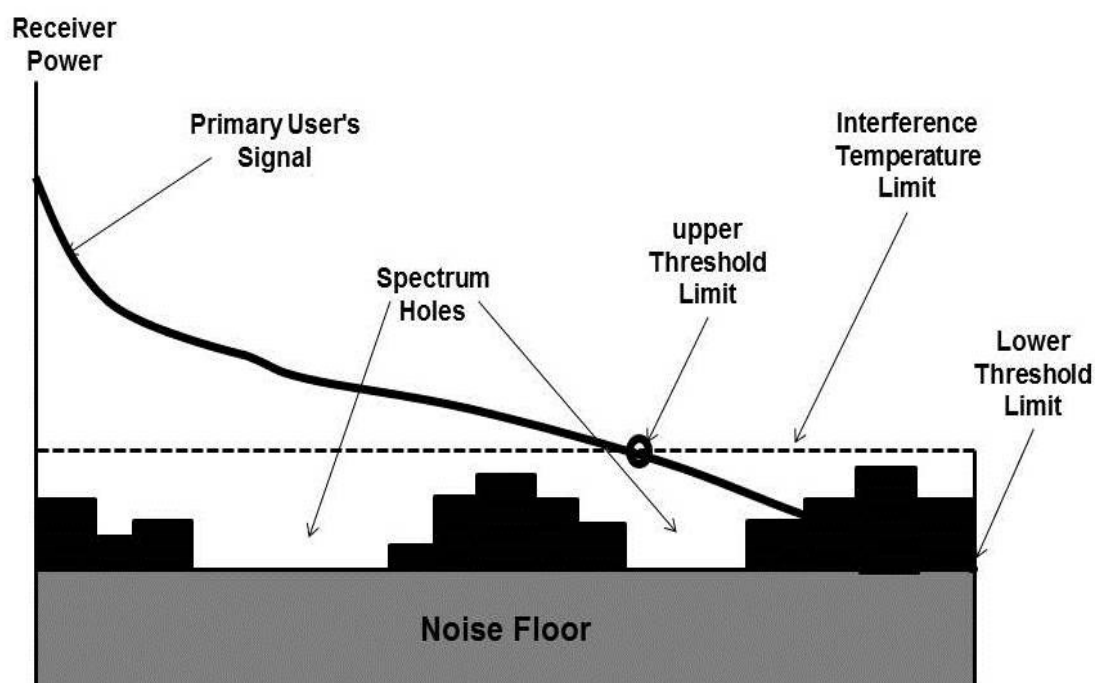 Receiver
Power
Primary User's
Signal
Interference
Temperature
Limit
upper
Threshold
Limit
Spectrum
Holes
Lower
Threshold
Limit
Noise Floor